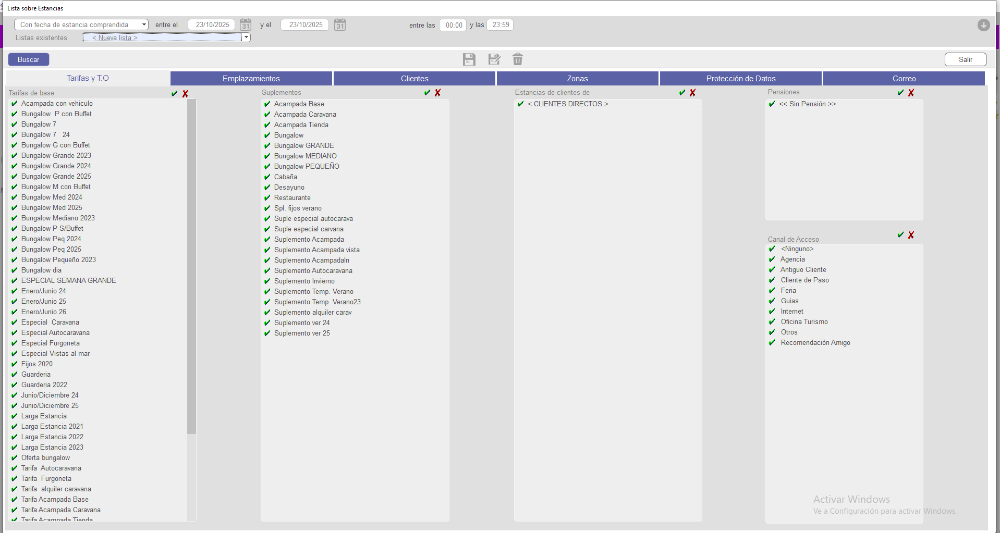 Lista sobre Estancias
Con fecha de estancia comprendida entre el 23/10/2025 31 y el 23/10/2025 31 entre las 00:00 y las 23:59
Listas existentes < Nueva lista >
Buscar
Salir
Tarifas y T.O
Emplazamientos
Clientes
Zonas
Protección de Datos
Correo
Tarifas de base
Acampada con vehiculo
Bungalow  P con Buffet
Bungalow 7
Bungalow 7   24
Bungalow G con Buffet
Bungalow Grande 2023
Bungalow Grande 2024
Bungalow Grande 2025
Bungalow M con Buffet
Bungalow Med 2024
Bungalow Med 2025
Bungalow Mediano 2023
Bungalow P S/Buffet
Bungalow Peq 2024
Bungalow Peq 2025
Bungalow Pequeño 2023
Bungalow dia
ESPECIAL SEMANA GRANDE
Enero/Junio 24
Enero/Junio 25
Enero/Junio 26
Especial  Caravana
Especial Autocaravana
Especial Furgoneta
Especial Vistas al mar
Fijos 2020
Guarderia
Guarderia 2022
Junio/Diciembre 24
Junio/Diciembre 25
Larga Estancia
Larga Estancia 2021
Larga Estancia 2022
Larga Estancia 2023
Oferta bungalow
Tarifa  Autocaravana
Tarifa  Furgoneta
Tarifa  alquiler caravana
Tarifa Acampada Base
Tarifa Acampada Caravana
Tarifa Acampada Tienda
Suplementos
Acampada Base
Acampada Caravana
Acampada Tienda
Bungalow
Bungalow GRANDE
Bungalow MEDIANO
Bungalow PEQUEÑO
Cabaña
Desayuno
Restaurante
Spl. fijos verano
Suple especial autocarava
Suple especial carvana
Suplemento Acampada
Suplemento Acampada vista
Suplemento AcampadaIn
Suplemento Autocaravana
Suplemento Invierno
Suplemento Temp. Verano
Suplemento Temp. Verano23
Suplemento alquiler carav
Suplemento ver 24
Suplemento ver 25
Estancias de clientes de
< CLIENTES DIRECTOS > ...
Pensiones
<< Sin Pensión >>
Canal de Acceso
<Ninguno>
Agencia
Antiguo Cliente
Cliente de Paso
Feria
Guias
Internet
Oficina Turismo
Otros
Recomendación Amigo
Activar Windows
Ve a Configuración para activar Windows.